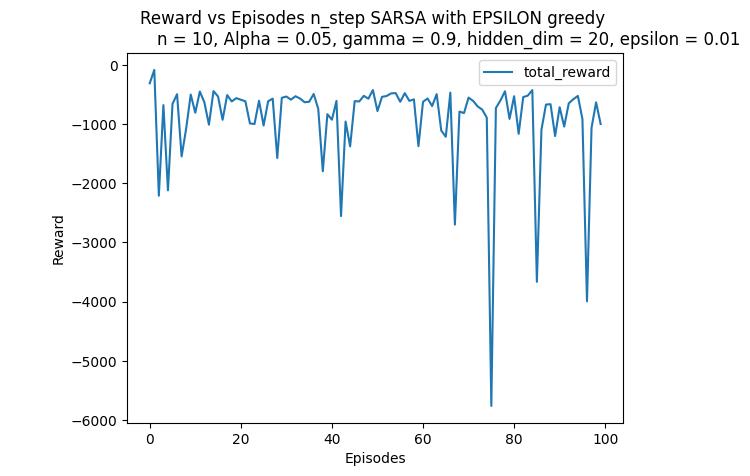 Reward vs Episodes n_step SARSA with EPSILON greedy
n = 10, Alpha = 0.05, gamma = 0.9, hidden_dim = 20, epsilon = 0.01
total_reward
0
−1000
−2000
−3000
−4000
−5000
−6000
Reward
0 20 40 60 80 100
Episodes